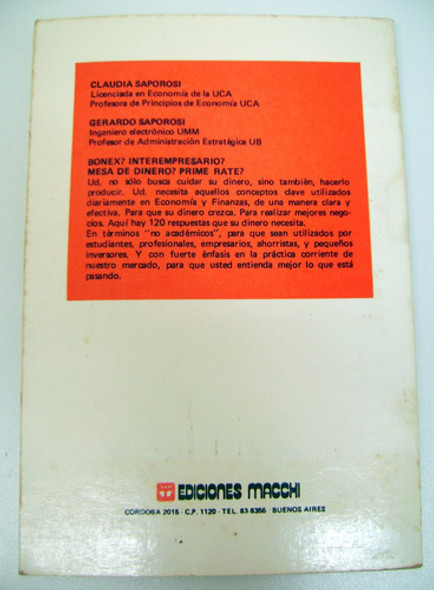 CLAUDIA SAPOROSI
Licenciada en Economía de la UCA
Profesora de Principios de Economía UCA
GERARDO SAPOROSI
Ingeniero electrónico UMM
Profesor de Administración Estratágica UB
BONEX? INTEREMPRESARIO?
MESA DE DINERO? PRIME RATE?
Ud. no sólo busca cuidar su dinero, sino también, hacerlo
producir. Ud. necesita aquellos conceptos clave utilizados
diariamente en Economía y Finanzas, de una manera clara y
efectiva. Para que su dinero crezca. Para realizar mejores nego-
cios. Aquí hay 120 respuestas que su dinero necesita.
En términos "no académicos", para que sean utilizados por
estudiantes, profesionales, empresarios, ahorristas, y pequeños
inversores. Y con fuerte énfasis en la práctica corriente de
nuestro mercado, para que usted entienda mejor lo que está
pasando.
EDICIONES MACCHI
CORDOBA 2015 - C.P. 1120 - TEL. 83-8356 BUENOS AIRES